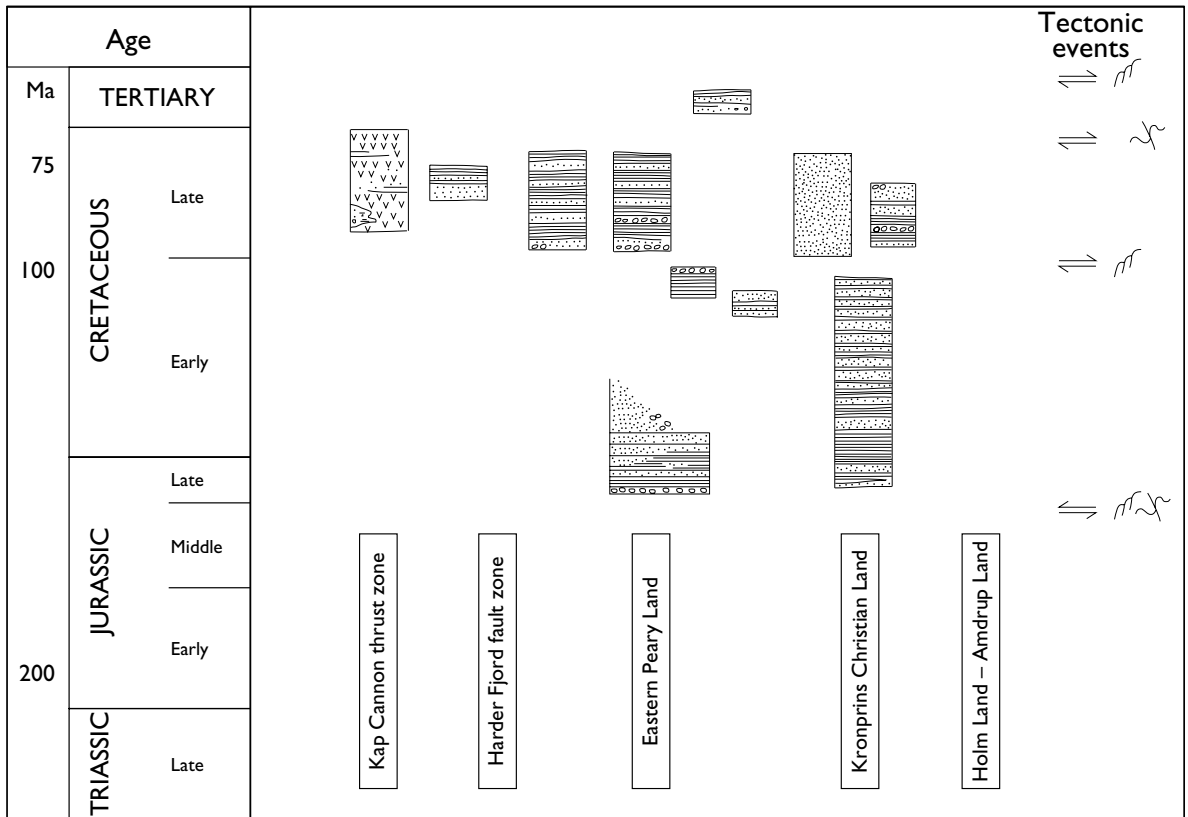 Age
Tectonic
events
Ma
TERTIARY
75
CRETACEOUS
Late
100
Early
JURASSIC
Late
Middle
Early
200
TRIASSIC
Late
Kap Cannon thrust zone
Harder Fjord fault zone
Eastern Peary Land
Kronprins Christian Land
Holm Land – Amdrup Land